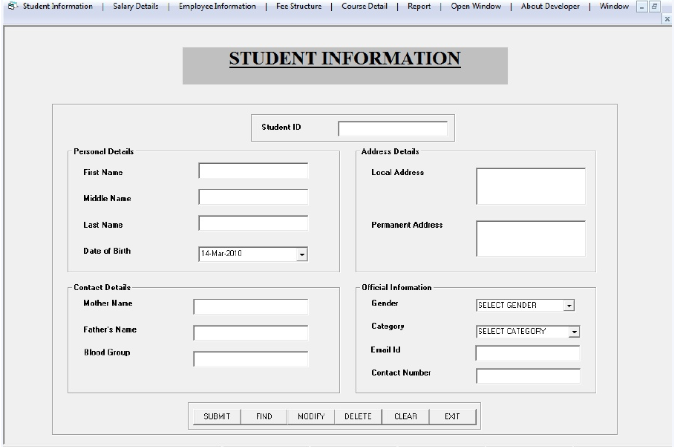 Student Information | Salary Details | Employee Information | Fee Structure | Course Detail | Report | Open Window | About Developer | Window
STUDENT INFORMATION
Student ID
Personal Details
First Name
Middle Name
Last Name
Date of Birth
14-Mar-2010
Address Details
Local Address
Permanent Address
Contact Details
Mother Name
Father's Name
Blood Group
Official Information
Gender
SELECT GENDER
Category
SELECT CATEGORY
Email Id
Contact Number
SUBMIT FIND MODIFY DELETE CLEAR EXIT